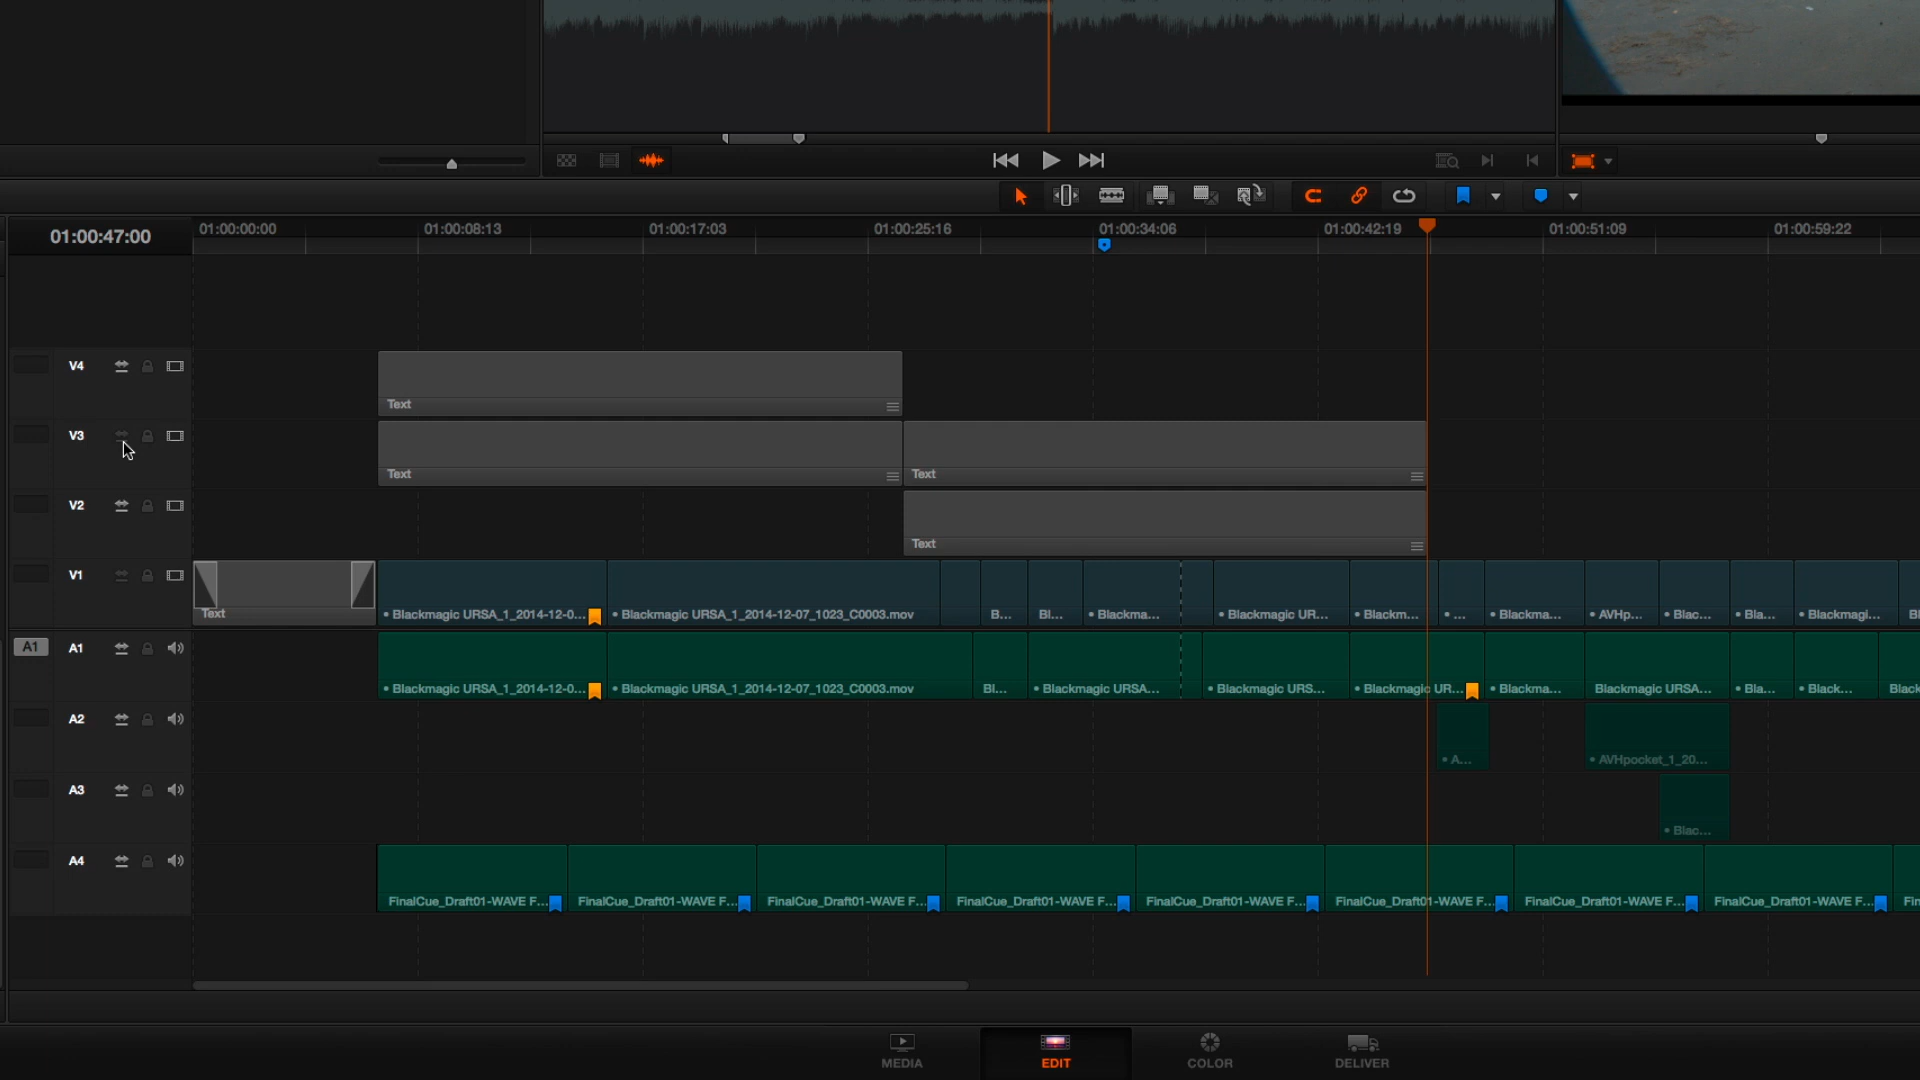 01:00:47:00
01:00:00:00 01:00:08:13 01:00:17:03 01:00:25:16 01:00:34:06 01:00:42:19 01:00:51:09 01:00:59:22
V4
Text
V3
Text Text
V2
Text
V1
Text • Blackmagic URSA_1_2014-12-0... • Blackmagic URSA_1_2014-12-07_1023_C0003.mov B... Bl... • Blackma... • Blackmagic UR... • Blackm... • ... • Blackma... • AVHp... • Blac... • Bla... • Blackmagi...
A1 A1
• Blackmagic URSA_1_2014-12-0... • Blackmagic URSA_1_2014-12-07_1023_C0003.mov Bl... • Blackmagic URSA... • Blackmagic URS... • Blackmagic UR... • Blackma... Blackmagic URSA... • Bla... • Black... Black
A2
• A... • AVHpocket_1_20...
A3
• Blac...
A4
FinalCue_Draft01-WAVE F... FinalCue_Draft01-WAVE F... FinalCue_Draft01-WAVE F... FinalCue_Draft01-WAVE F... FinalCue_Draft01-WAVE F... FinalCue_Draft01-WAVE F... FinalCue_Draft01-WAVE F... FinalCue_Draft01-WAVE F... Fin
MEDIA EDIT COLOR DELIVER